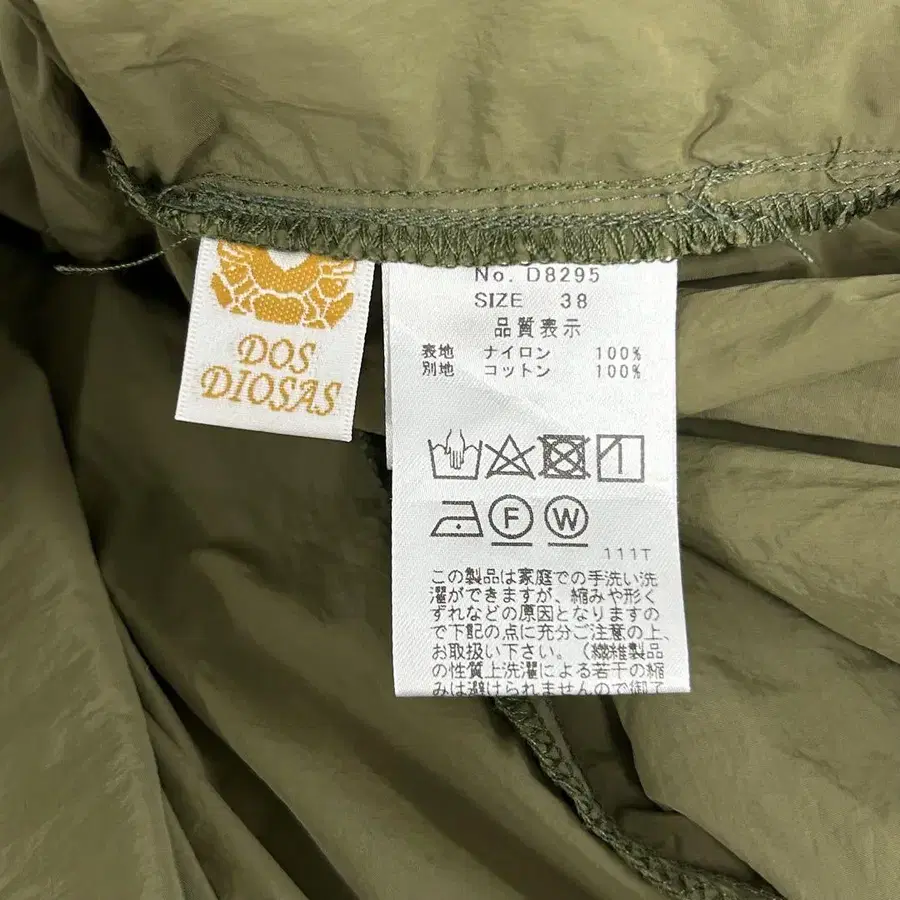 DOS
DIOSAS
No. D8295
SIZE 38
品質表示
表地 ナイロン 100%
別地 コットン 100%
F W
111T
この製品は家庭での手洗い洗
濯ができますが、縮みや形く
ずれなどの原因となりますの
で下記の点に充分ご注意の上、
お取扱い下さい。(繊維製品
の性質上洗濯による若干の縮
みは避けられませんので御了